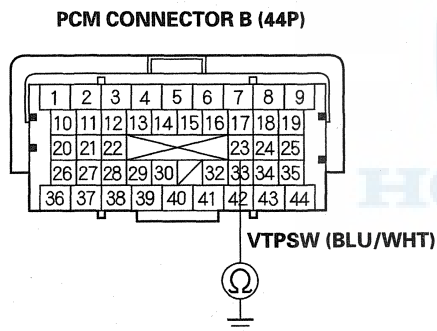 PCM CONNECTOR B (44P)
1 2 3 4 5 6 7 8 9
10 11 12 13 14 15 16 17 18 19
20 21 22 23 24 25
26 27 28 29 30 32 33 34 35
36 37 38 39 40 41 42 43 44
VTPSW (BLU/WHT)
Ω